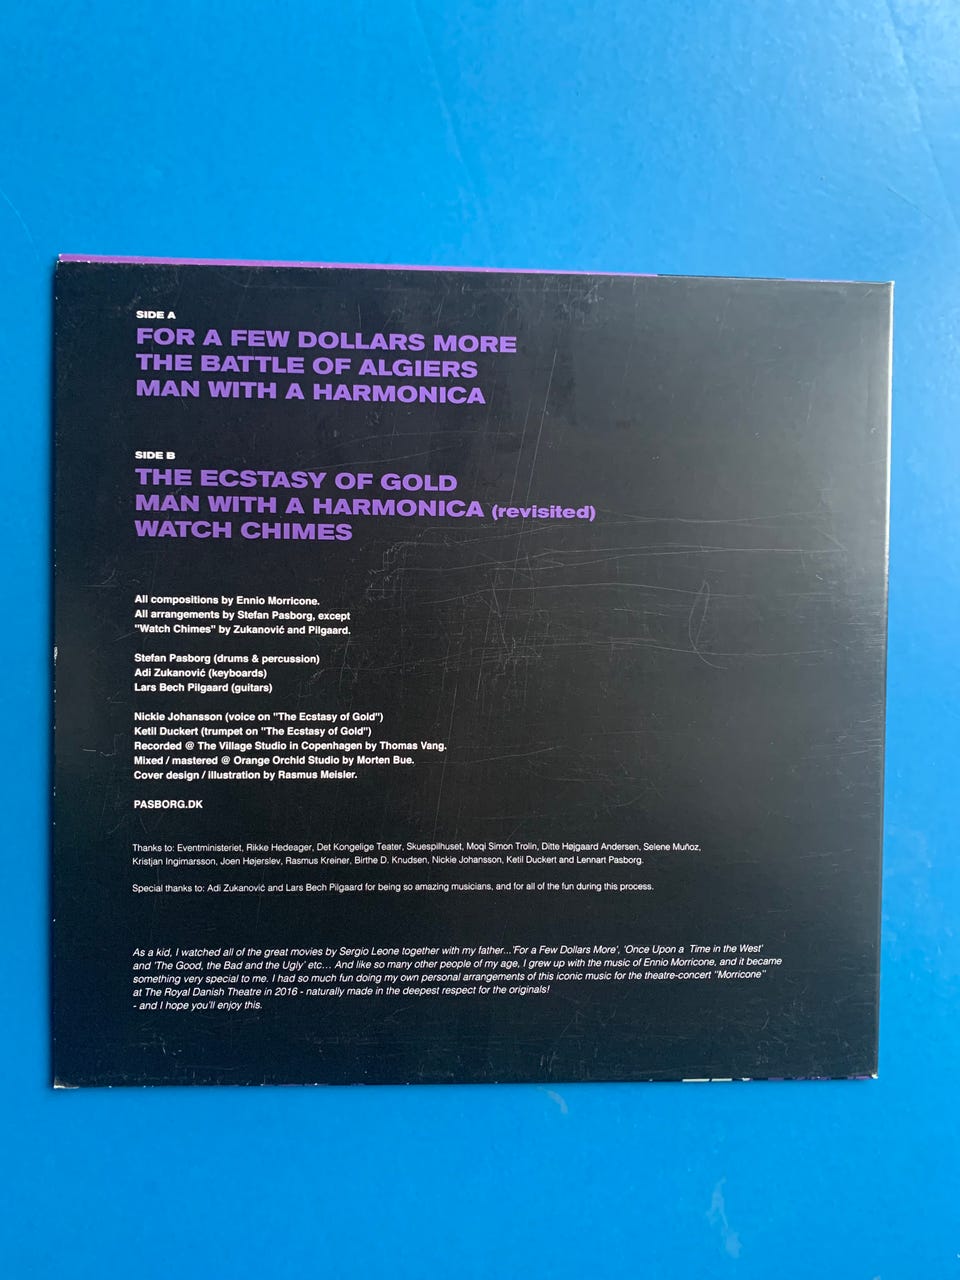 SIDE A
FOR A FEW DOLLARS MORE
THE BATTLE OF ALGIERS
MAN WITH A HARMONICA
SIDE B
THE ECSTASY OF GOLD
MAN WITH A HARMONICA (revisited)
WATCH CHIMES
All compositions by Ennio Morricone.
All arrangements by Stefan Pasborg, except
"Watch Chimes" by Zukanović and Pilgaard.
Stefan Pasborg (drums & percussion)
Adi Zukanović (keyboards)
Lars Bech Pilgaard (guitars)
Nickie Johansson (voice on "The Ecstasy of Gold")
Ketil Duckert (trumpet on "The Ecstasy of Gold")
Recorded @ The Village Studio in Copenhagen by Thomas Vang.
Mixed / mastered @ Orange Orchid Studio by Morten Bue.
Cover design / illustration by Rasmus Meisler.
PASBORG.DK
Thanks to: Eventministeriet, Rikke Hedeager, Det Kongelige Teater, Skuespilhuset, Moqi Simon Trolin, Ditte Højgaard Andersen, Selene Muñoz,
Kristjan Ingimarsson, Joen Højerslev, Rasmus Kreiner, Birthe D. Knudsen, Nickie Johansson, Ketil Duckert and Lennart Pasborg.
Special thanks to: Adi Zukanović and Lars Bech Pilgaard for being so amazing musicians, and for all of the fun during this process.
As a kid, I watched all of the great movies by Sergio Leone together with my father...'For a Few Dollars More', 'Once Upon a Time in the West'
and 'The Good, the Bad and the Ugly' etc... And like so many other people of my age, I grew up with the music of Ennio Morricone, and it became
something very special to me. I had so much fun doing my own personal arrangements of this iconic music for the theatre-concert "Morricone"
at The Royal Danish Theatre in 2016 - naturally made in the deepest respect for the originals!
- and I hope you'll enjoy this.